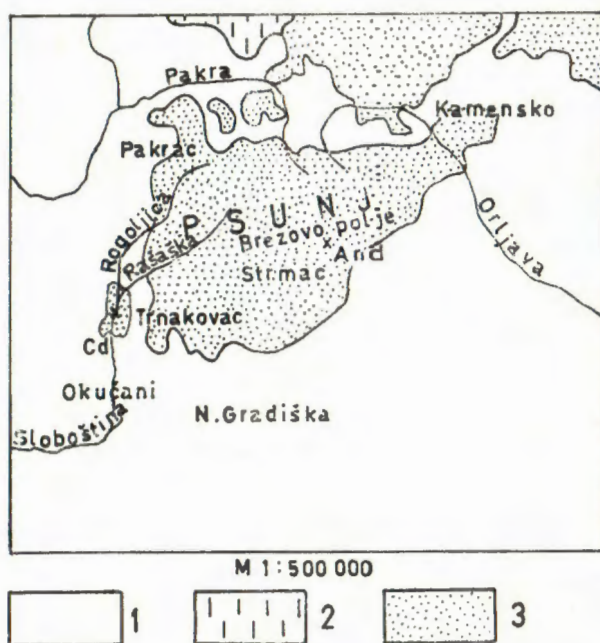 Pakra
Kamensko
Pakrac
Rogoljica
PSUNJ
Rašaška
Brezovo polje
And
Orljava
Strmac
Trnakovac
Cd
Okučani
N. Gradiška
Sloboština
M 1:500 000
1
2
3